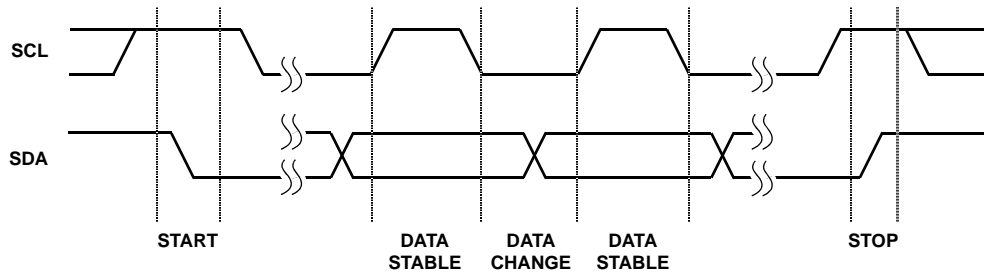 SCL
SDA
START
DATA
STABLE
DATA
CHANGE
DATA
STABLE
STOP